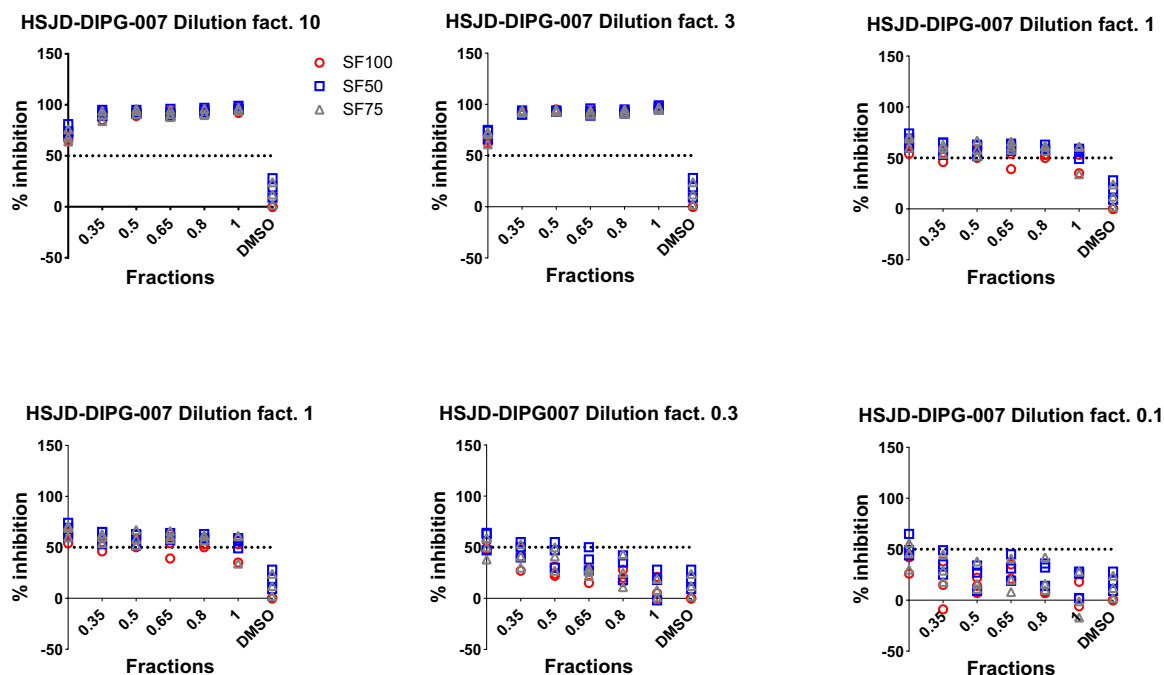 HSJD-DIPG-007 Dilution fact. 10
150
100
50
0
-50
% inhibition
0.35
0.5
0.65
0.8
1
DMSO
Fractions
SF100
SF50
SF75
HSJD-DIPG-007 Dilution fact. 3
150
100
50
0
-50
% inhibition
0.35
0.5
0.65
0.8
1
DMSO
Fractions
HSJD-DIPG-007 Dilution fact. 1
150
100
50
0
-50
% inhibition
0.35
0.5
0.65
0.8
1
DMSO
Fractions
HSJD-DIPG-007 Dilution fact. 1
150
100
50
0
-50
% inhibition
0.35
0.5
0.65
0.8
1
DMSO
Fractions
HSJD-DIPG007 Dilution fact. 0.3
150
100
50
0
-50
% inhibition
0.35
0.5
0.65
0.8
1
DMSO
Fractions
HSJD-DIPG-007 Dilution fact. 0.1
150
100
50
0
-50
% inhibition
0.35
0.5
0.65
0.8
1
DMSO
Fractions